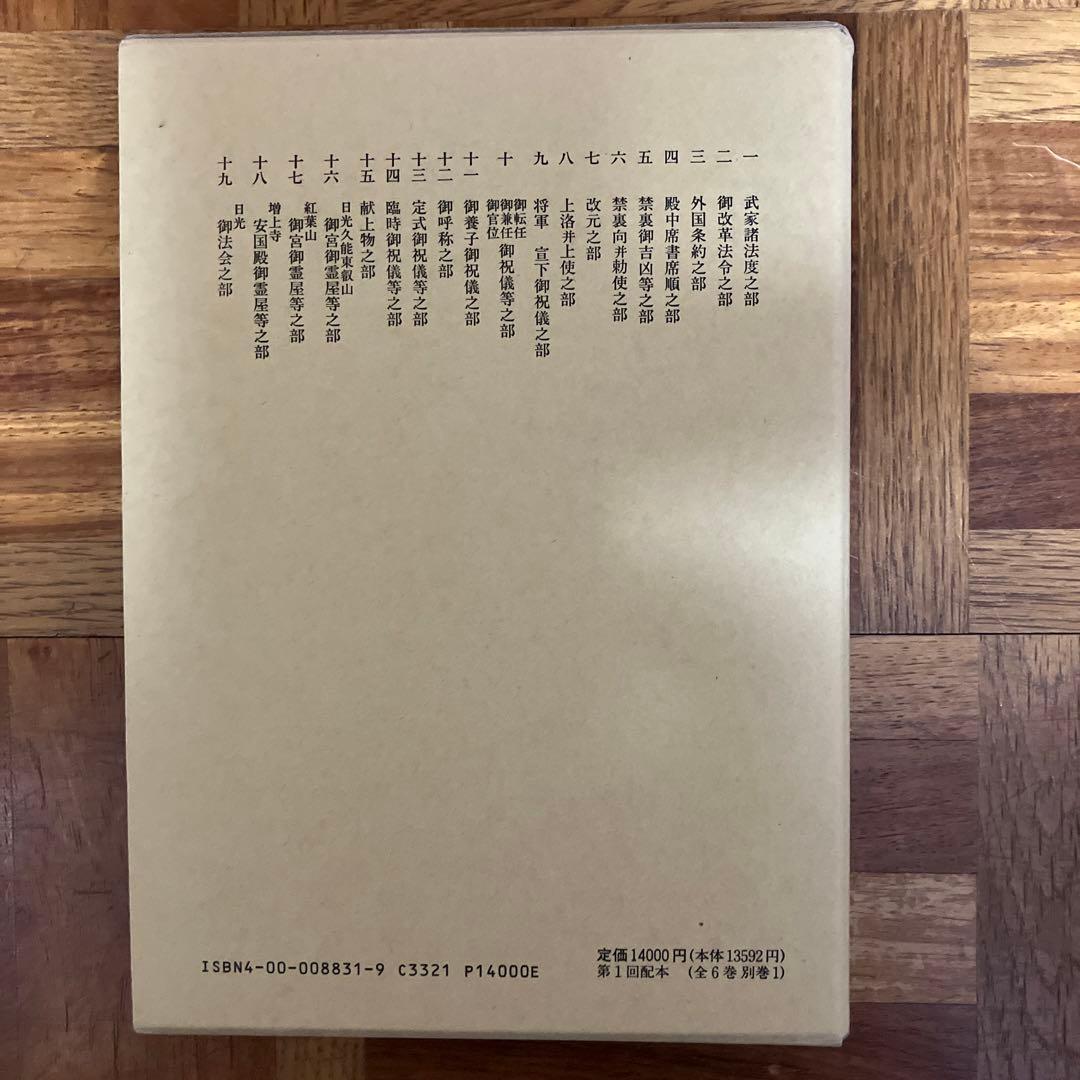 一 武家諸法度之部
二 御改革法令之部
三 外国条約之部
四 殿中席書席順之部
五 禁裏御吉凶等之部
六 禁裏向并勅使之部
七 改元之部
八 上洛并上使之部
九 将軍 宣下御祝儀之部
十 御転任 御兼任 御官位 御祝儀等之部
十一 御養子御祝儀之部
十二 御呼称之部
十三 定式御祝儀等之部
十四 臨時御祝儀等之部
十五 献上物之部
十六 日光久能東叡山 御宮御霊屋等之部
十七 紅葉山 御宮御霊屋等之部
十八 増上寺 安国殿御霊屋等之部
十九 日光 御法会之部
ISBN4-00-008831-9 C3321 P14000E
定価14000円(本体13592円)
第1回配本 (全6巻別巻1)